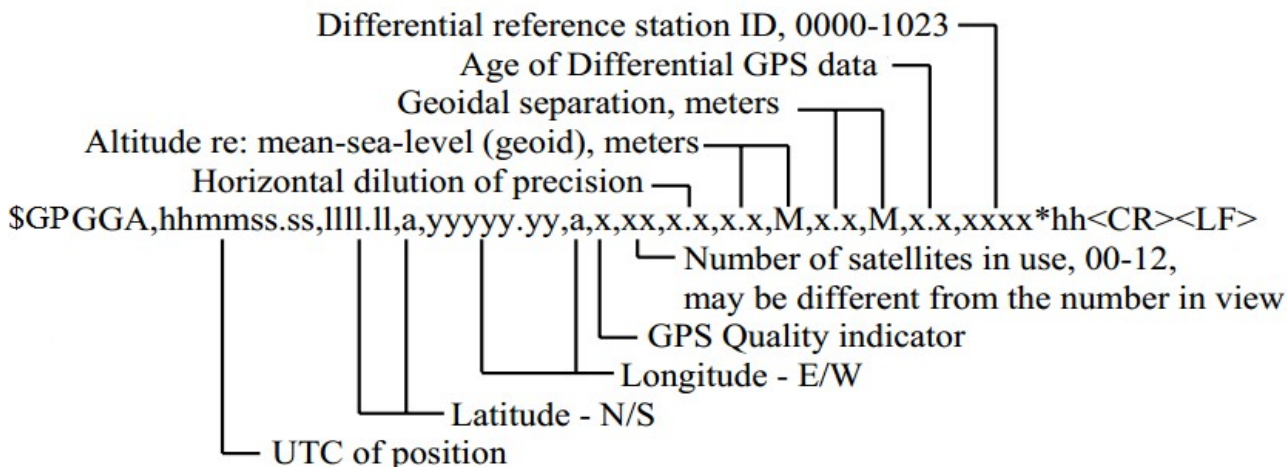 Differential reference station ID, 0000-1023
Age of Differential GPS data
Geoidal separation, meters
Altitude re: mean-sea-level (geoid), meters
Horizontal dilution of precision
$GPGGA,hhmmss.ss,llll.ll,a,yyyyy.yy,a,x,xx,x.x,x.x,M,x.x,M,x.x,xxxx*hh<CR><LF>
Number of satellites in use, 00-12,
may be different from the number in view
GPS Quality indicator
Longitude - E/W
Latitude - N/S
UTC of position